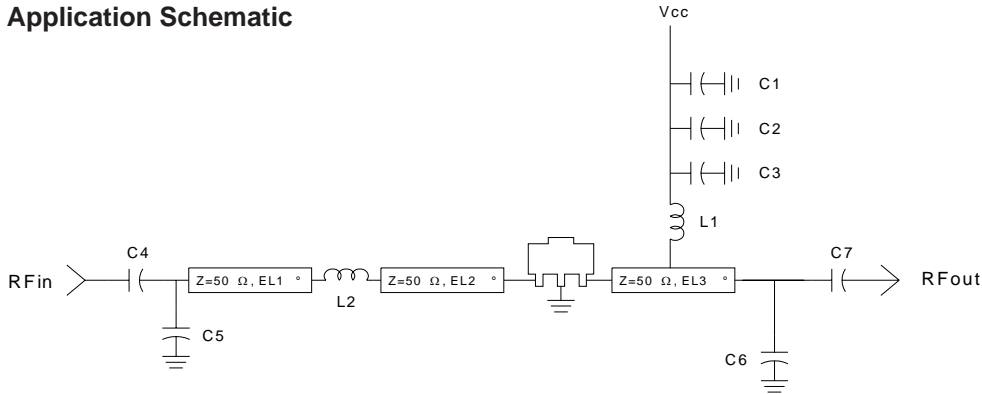 Application Schematic
Vcc
C1
C2
C3
L1
C4
C7
RFin
Z=50 Ω, EL1 °
L2
Z=50 Ω, EL2 °
Z=50 Ω, EL3 °
RFout
C5
C6